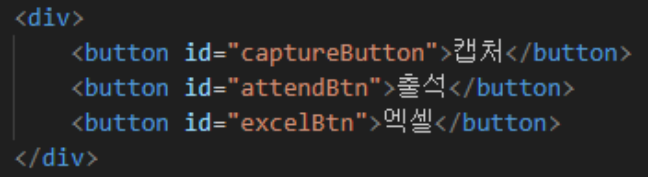 <div>
<button id="captureButton">캡처</button>
<button id="attendBtn">출석</button>
<button id="excelBtn">엑셀</button>
</div>